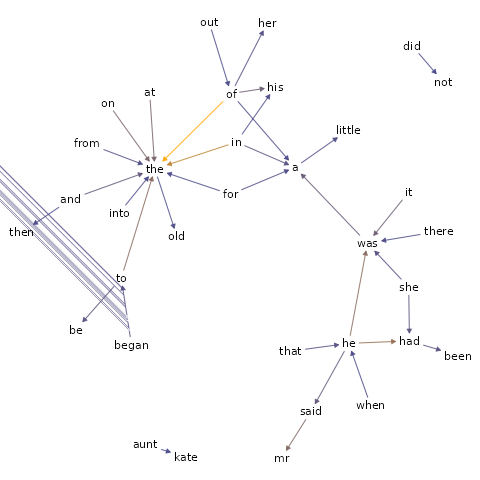 out
her
did
not
of
his
at
on
little
from
in
the
a
and
for
it
into
then
old
there
was
to
she
be
began
that
he
had
been
said
when
aunt
kate
mr